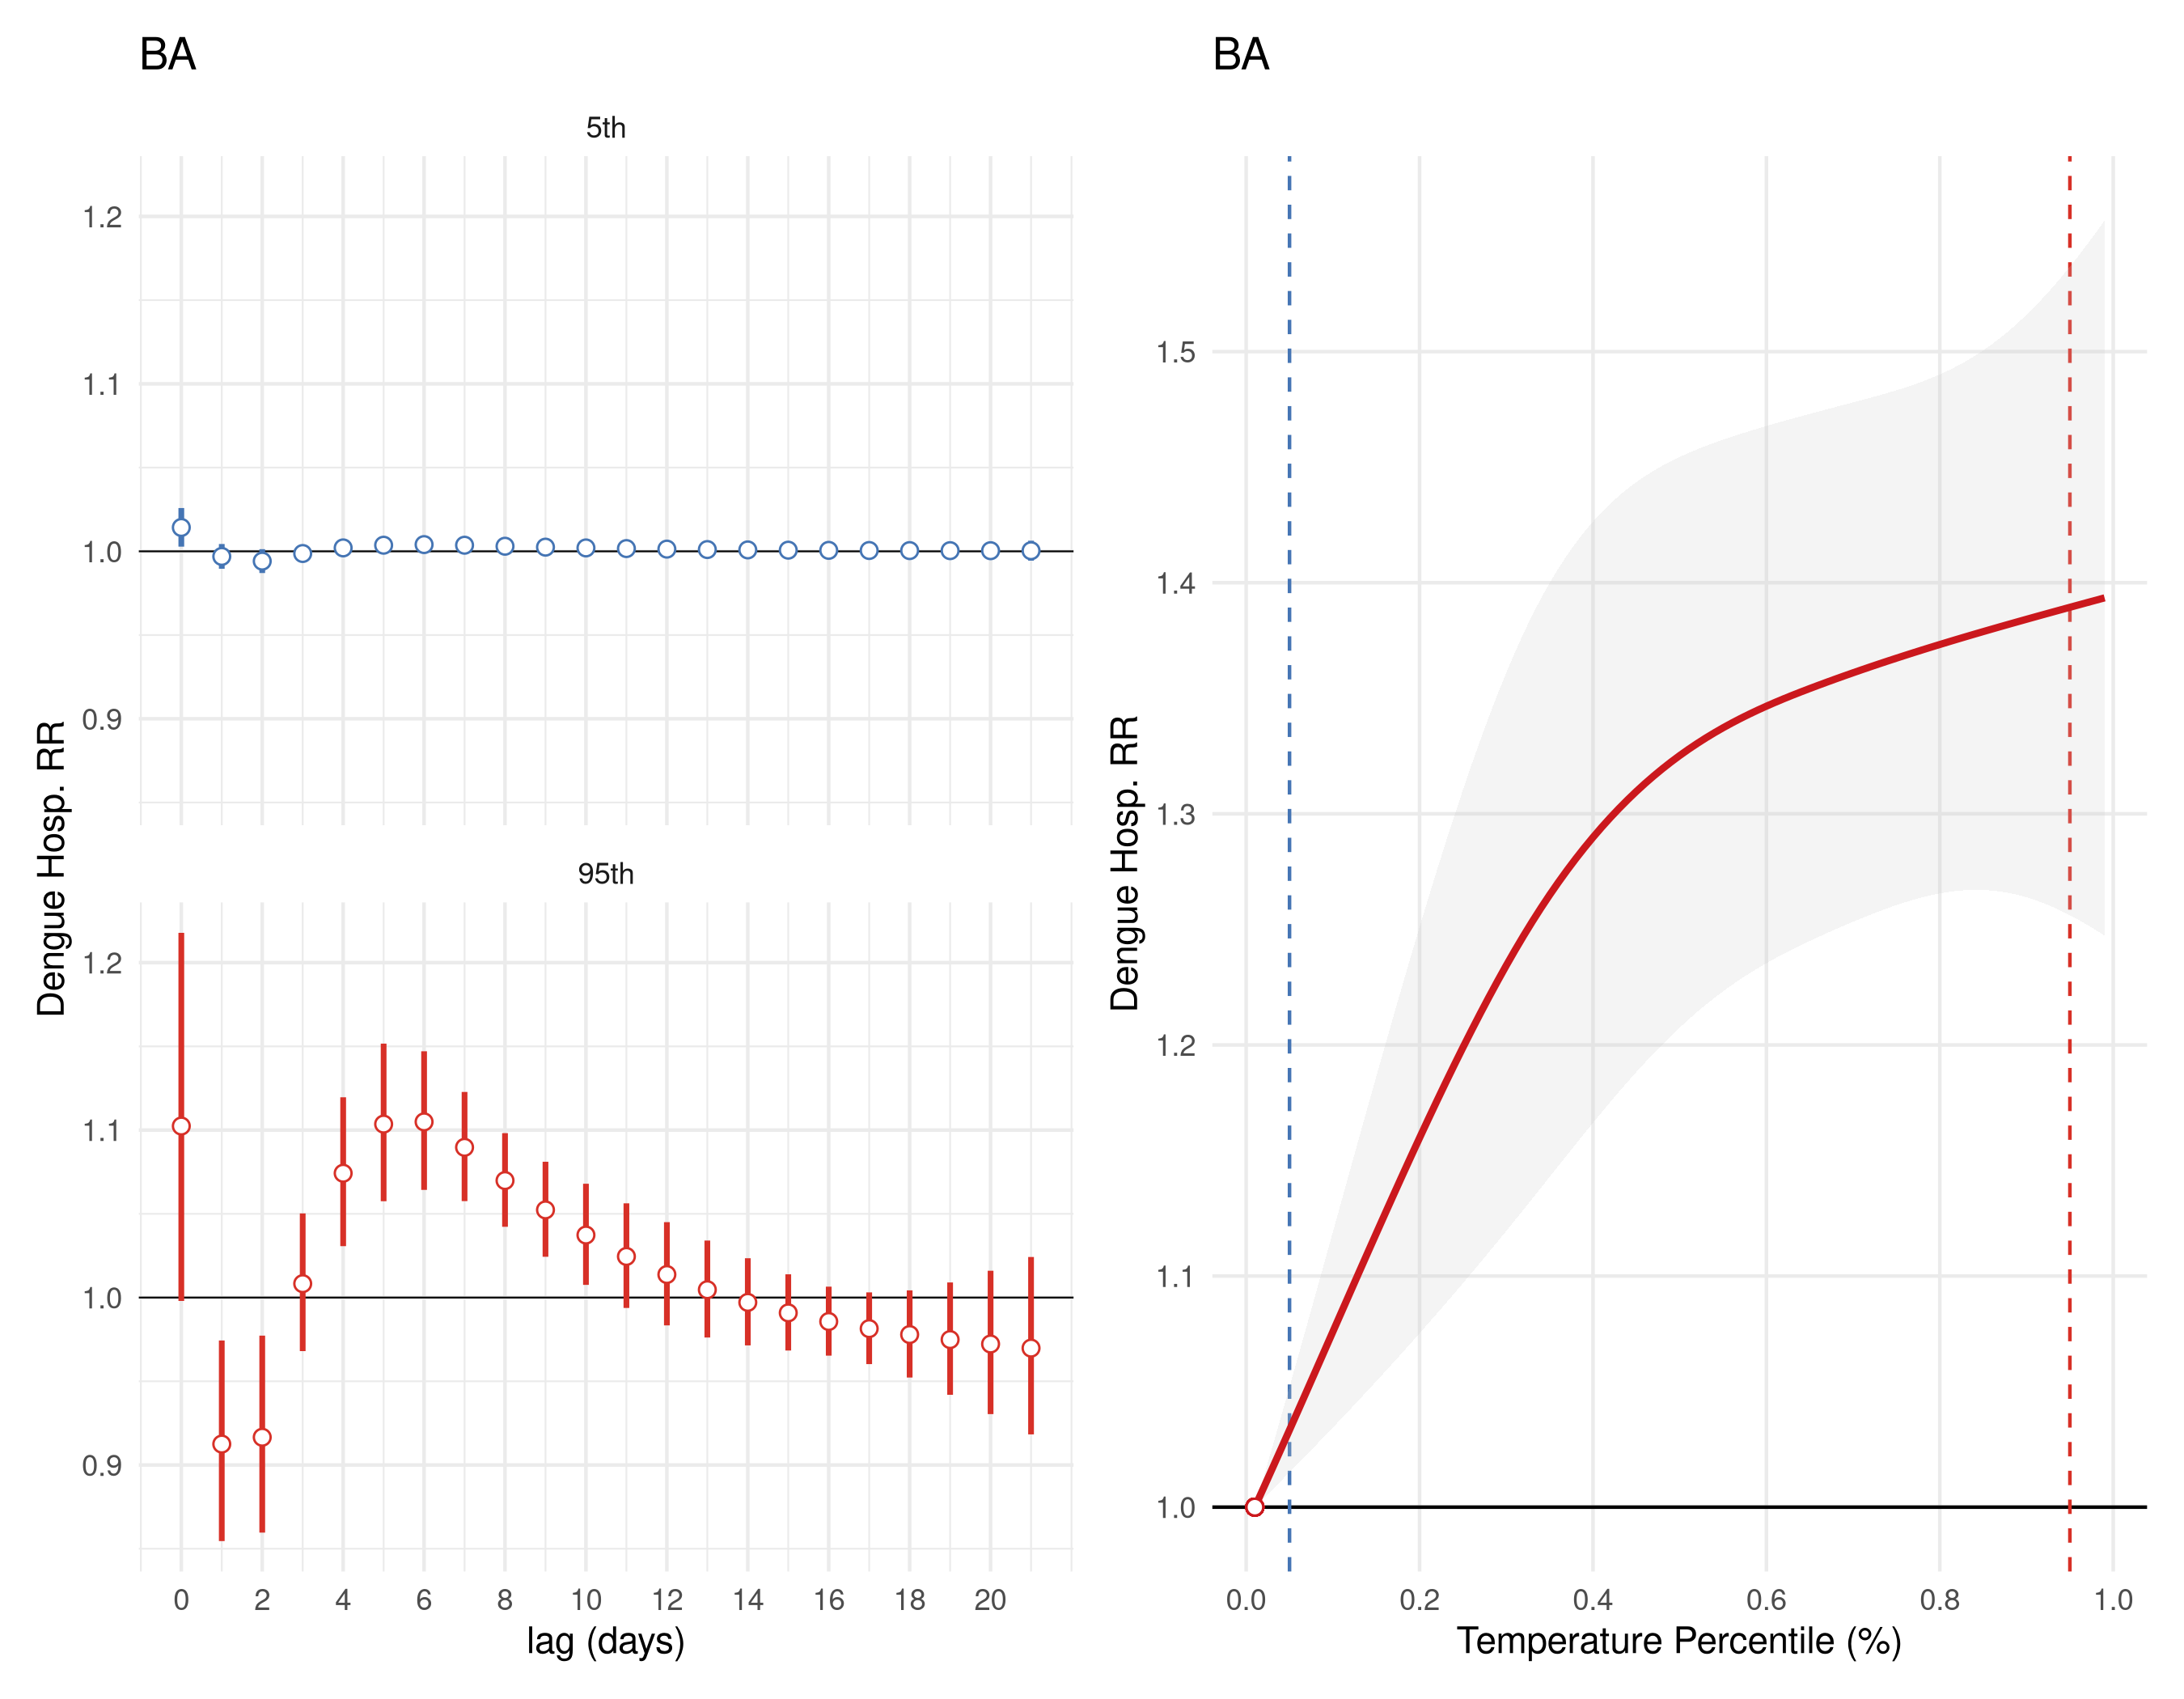 BA
5th
1.2
1.1
1.0
0.9
95th
1.2
1.1
1.0
0.9
0 2 4 6 8 10 12 14 16 18 20
lag (days)
Dengue Hosp. RR
BA
1.5
1.4
1.3
1.2
1.1
1.0
0.0 0.2 0.4 0.6 0.8 1.0
Temperature Percentile (%)
Dengue Hosp. RR